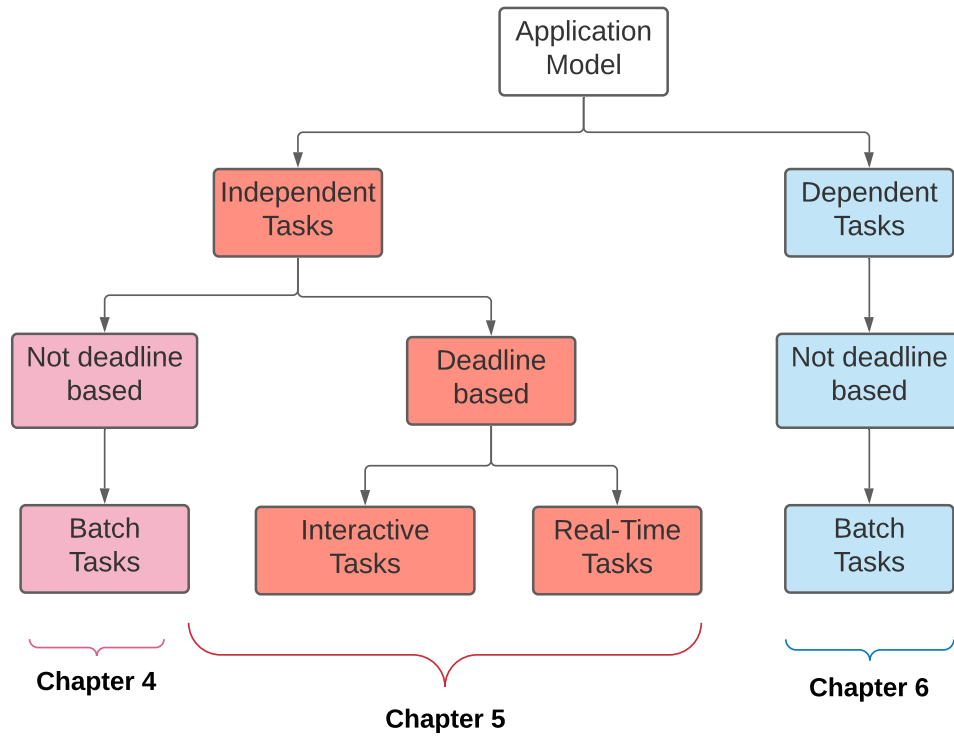 Application
Model
Independent
Tasks
Dependent
Tasks
Not deadline
based
Deadline
based
Not deadline
based
Batch
Tasks
Interactive
Tasks
Real-Time
Tasks
Batch
Tasks
Chapter 4
Chapter 5
Chapter 6